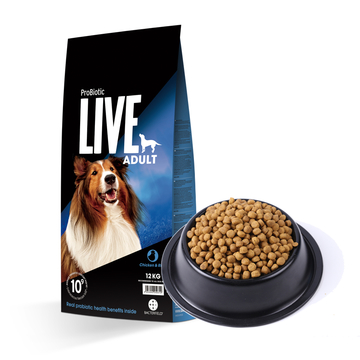 ProBiotic
LIVE
ADULT
Chicken &
12 KG
10
Real probiotic health benefits inside